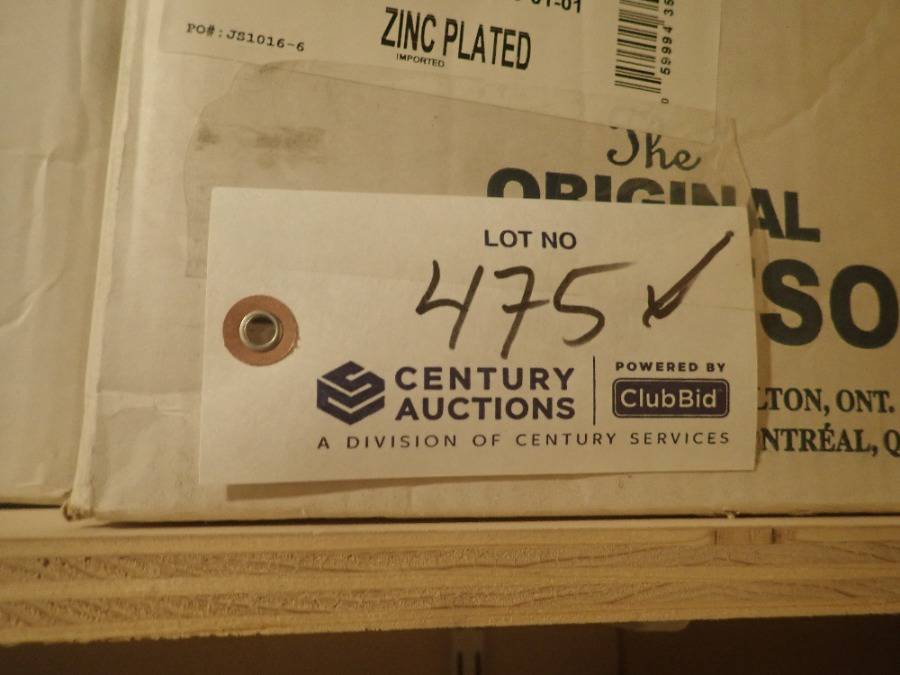 PO#:JS1016-6
ZINC PLATED
IMPORTED
The
ORIGINAL
SO
LOT NO
475 ✓
CENTURY AUCTIONS
POWERED BY
ClubBid
A DIVISION OF CENTURY SERVICES
LTON, ONT.
NTRÉAL, Q